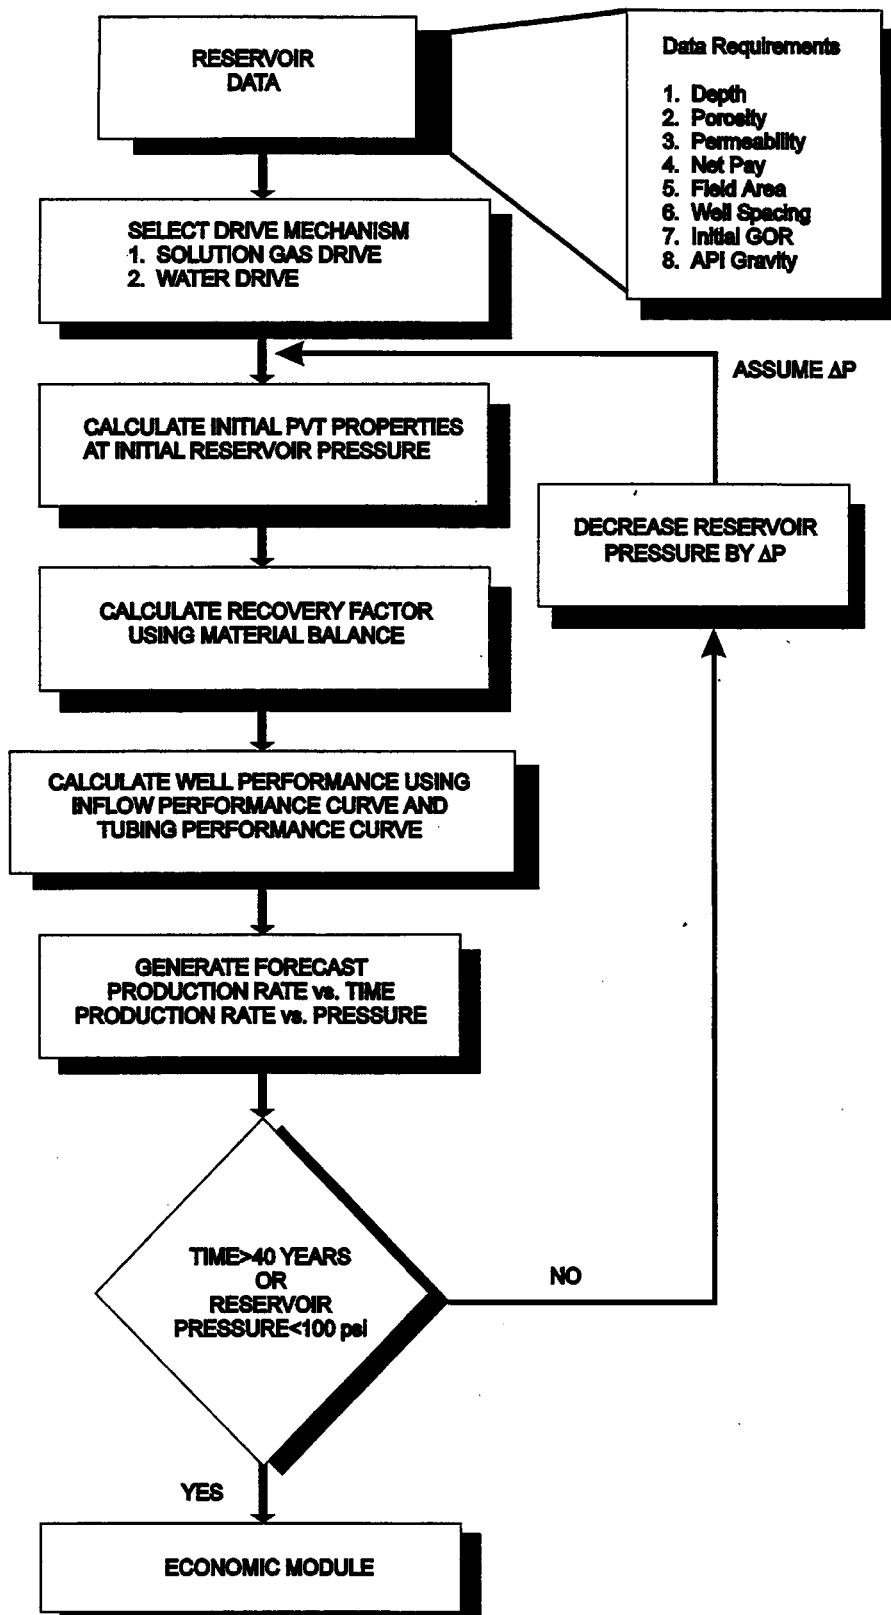 RESERVOIR
DATA
Data Requirements
1. Depth
2. Porosity
3. Permeability
4. Net Pay
5. Field Area
6. Well Spacing
7. Initial GOR
8. API Gravity
SELECT DRIVE MECHANISM
1. SOLUTION GAS DRIVE
2. WATER DRIVE
ASSUME ΔP
CALCULATE INITIAL PVT PROPERTIES
AT INITIAL RESERVOIR PRESSURE
DECREASE RESERVOIR
PRESSURE BY ΔP
CALCULATE RECOVERY FACTOR
USING MATERIAL BALANCE
CALCULATE WELL PERFORMANCE USING
INFLOW PERFORMANCE CURVE AND
TUBING PERFORMANCE CURVE
GENERATE FORECAST
PRODUCTION RATE vs. TIME
PRODUCTION RATE vs. PRESSURE
TIME>40 YEARS
OR
RESERVOIR
PRESSURE<100 psi
NO
YES
ECONOMIC MODULE